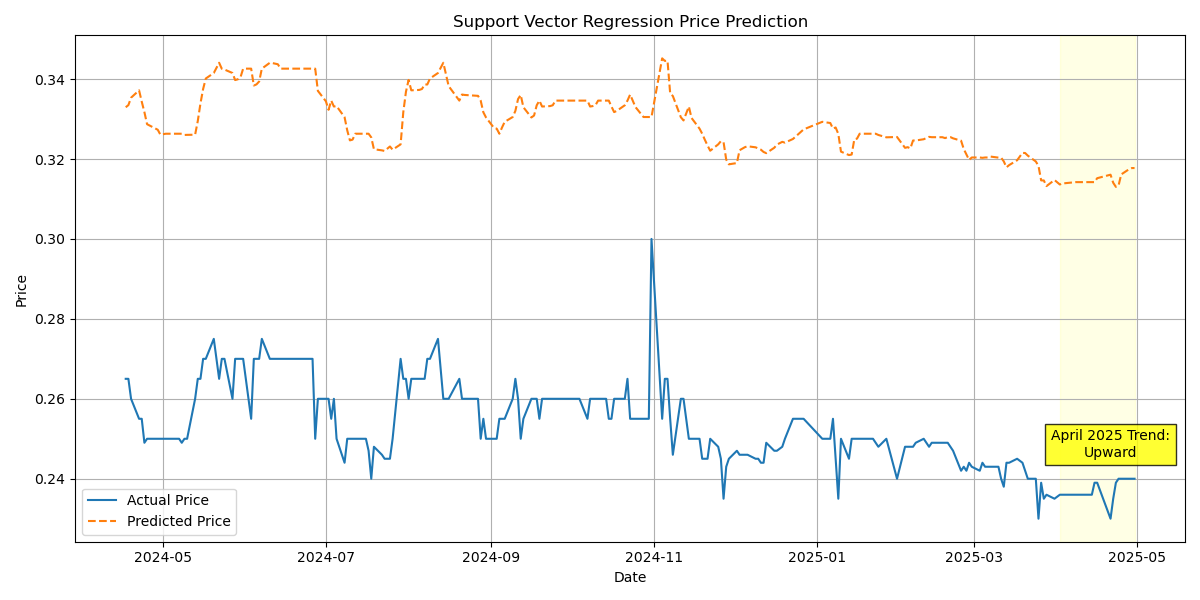 Support Vector Regression Price Prediction
0.34
0.32
0.30
0.28
0.26
0.24
Price
April 2025 Trend:
Upward
Actual Price
Predicted Price
2024-05 2024-07 2024-09 2024-11 2025-01 2025-03 2025-05
Date